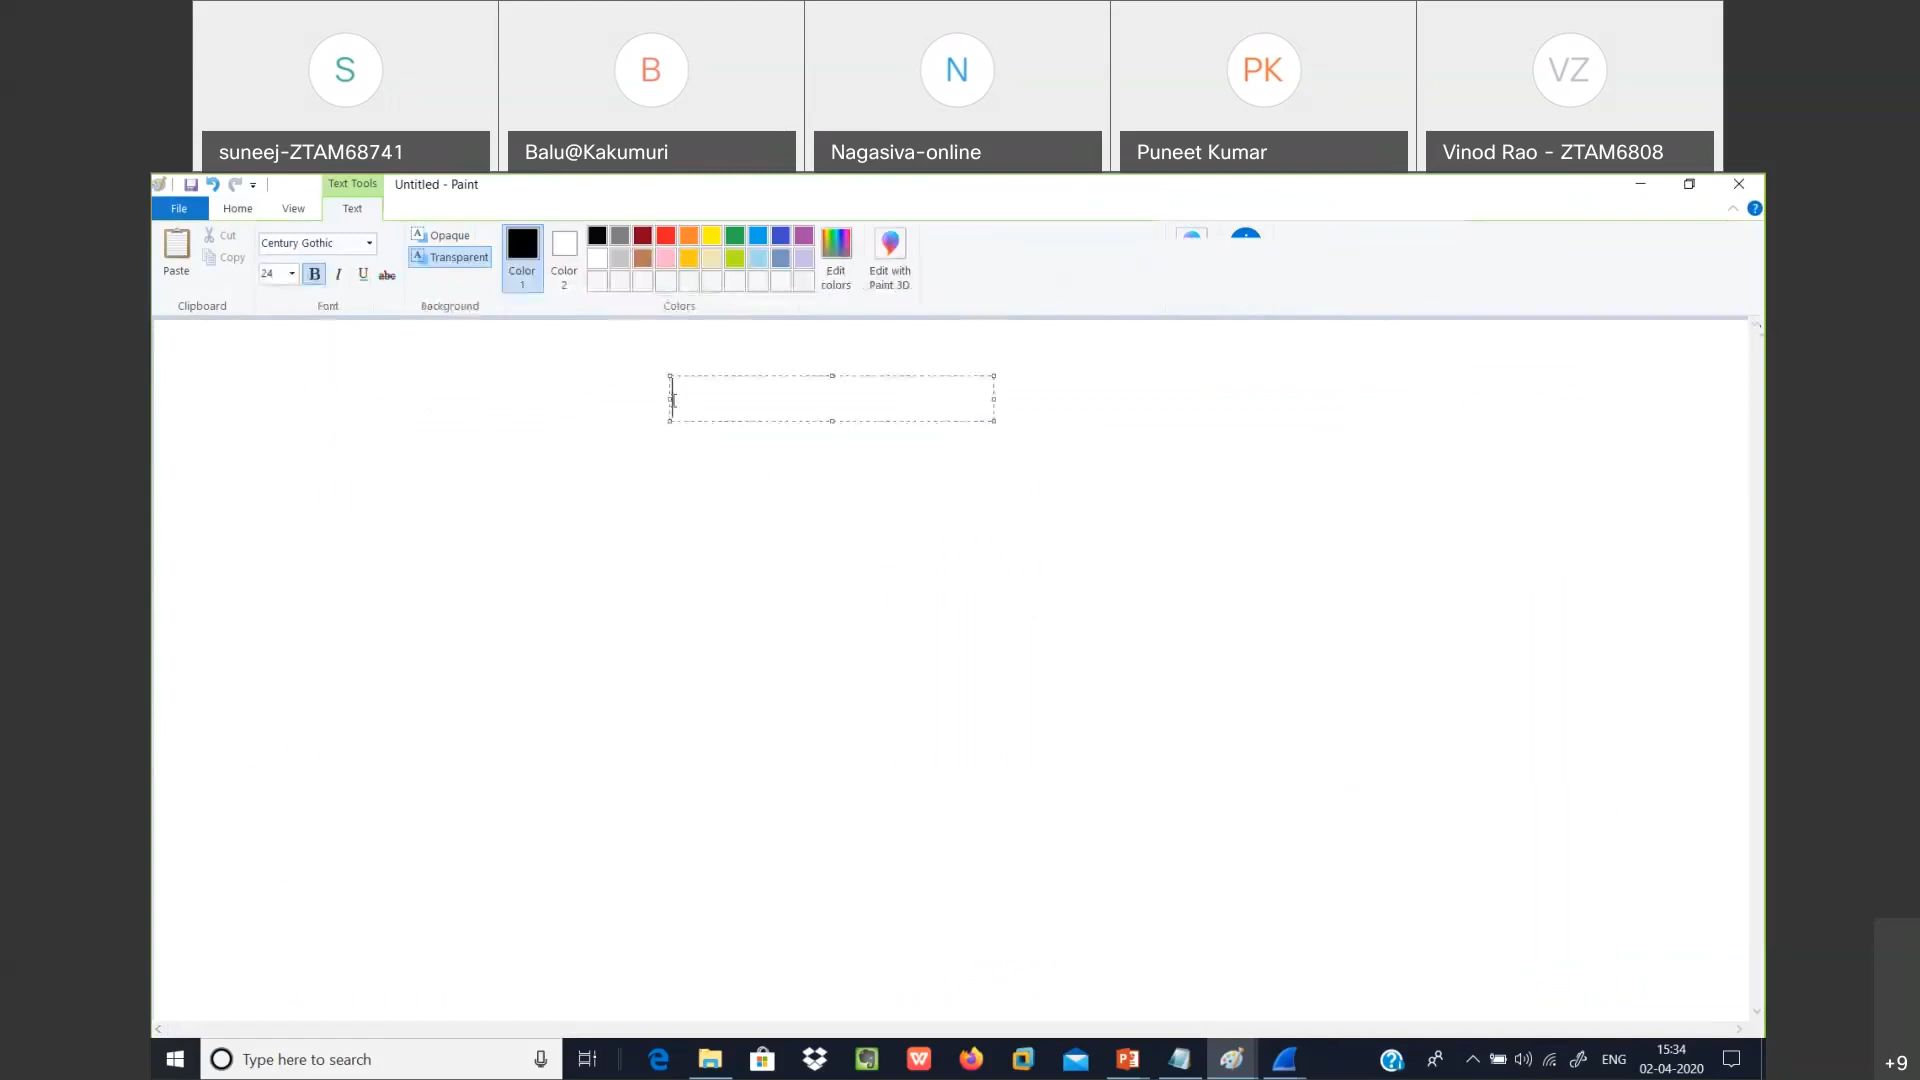 S
B
N
PK
VZ
suneej-ZTAM68741
Balu@Kakumuri
Nagasiva-online
Puneet Kumar
Vinod Rao - ZTAM6808
Text Tools
Untitled - Paint
File
Home
View
Text
Paste
Cut
Copy
Clipboard
Century Gothic
24
B
I
U
abc
Font
A Opaque
A Transparent
Background
Color
1
Color
2
Edit
colors
Edit with
Paint 3D
Colors
Type here to search
ENG
15:34
02-04-2020
+9